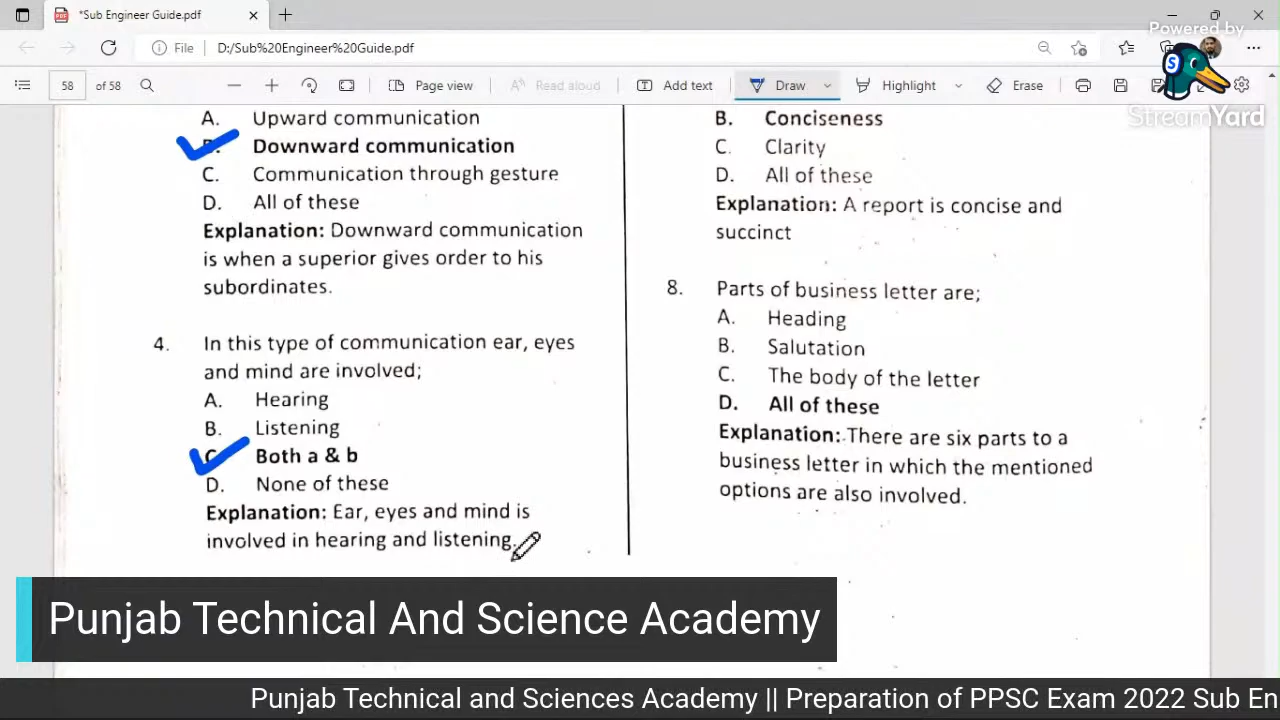 *Sub Engineer Guide.pdf
File
D:/Sub%20Engineer%20Guide.pdf
Powered by
StreamYard
58
of 58
Page view
Read aloud
Add text
Draw
Highlight
Erase
A. Upward communication
Downward communication
C. Communication through gesture
D. All of these
Explanation: Downward communication
is when a superior gives order to his
subordinates.
4. In this type of communication ear, eyes
and mind are involved;
A. Hearing
B. Listening
Both a & b
D. None of these
Explanation: Ear, eyes and mind is
involved in hearing and listening.
B. Conciseness
C. Clarity
D. All of these
Explanation: A report is concise and
succinct
8. Parts of business letter are;
A. Heading
B. Salutation
C. The body of the letter
D. All of these
Explanation: There are six parts to a
business letter in which the mentioned
options are also involved.
Punjab Technical And Science Academy
Punjab Technical and Sciences Academy || Preparation of PPSC Exam 2022 Sub En